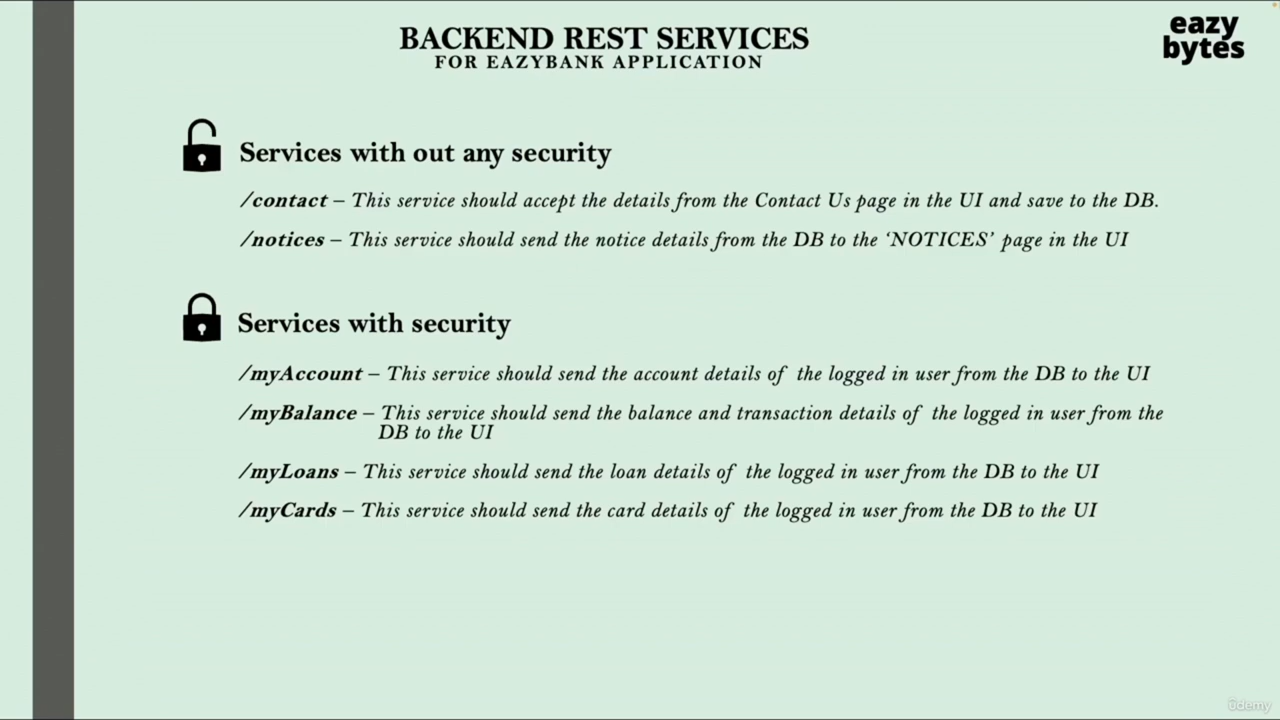 BACKEND REST SERVICES
FOR EAZYBANK APPLICATION
eazy
bytes
Services with out any security
/contact – This service should accept the details from the Contact Us page in the UI and save to the DB.
/notices – This service should send the notice details from the DB to the ‘NOTICES’ page in the UI
Services with security
/myAccount – This service should send the account details of the logged in user from the DB to the UI
/myBalance – This service should send the balance and transaction details of the logged in user from the
DB to the UI
/myLoans – This service should send the loan details of the logged in user from the DB to the UI
/myCards – This service should send the card details of the logged in user from the DB to the UI
ûdemy